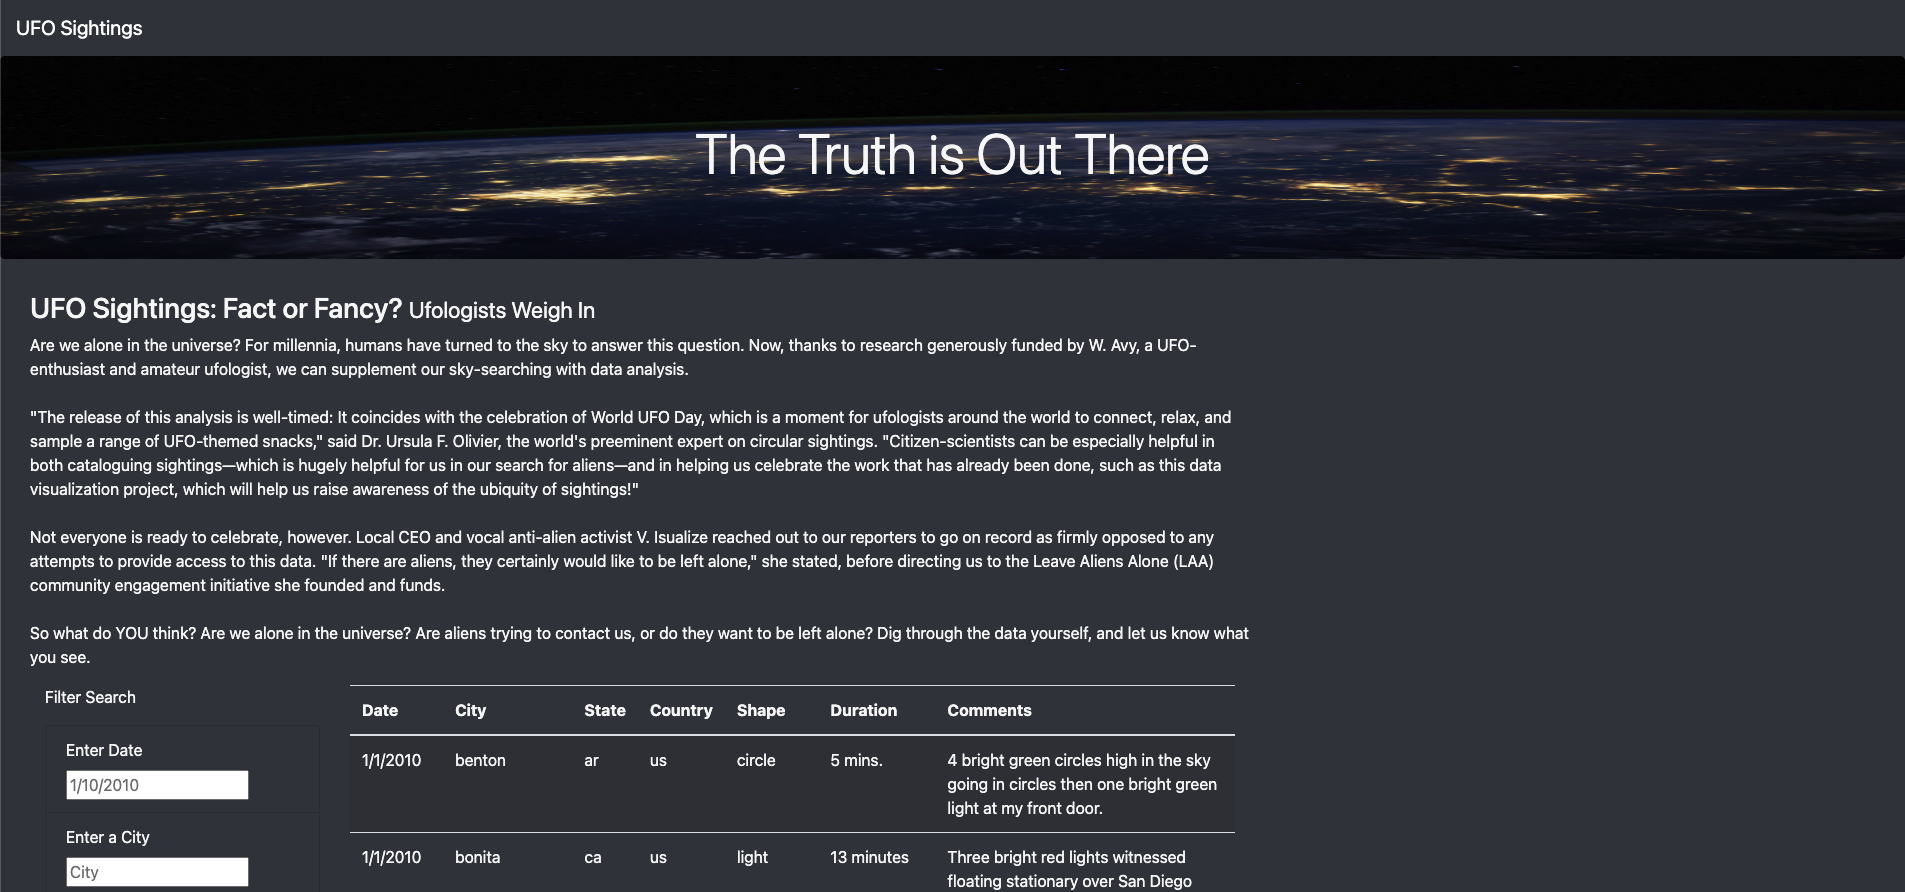 UFO Sightings
The Truth is Out There
UFO Sightings: Fact or Fancy? Ufologists Weigh In
Are we alone in the universe? For millennia, humans have turned to the sky to answer this question. Now, thanks to research generously funded by W. Avy, a UFO-
enthusiast and amateur ufologist, we can supplement our sky-searching with data analysis.
"The release of this analysis is well-timed: It coincides with the celebration of World UFO Day, which is a moment for ufologists around the world to connect, relax, and
sample a range of UFO-themed snacks," said Dr. Ursula F. Olivier, the world's preeminent expert on circular sightings. "Citizen-scientists can be especially helpful in
both cataloguing sightings—which is hugely helpful for us in our search for aliens—and in helping us celebrate the work that has already been done, such as this data
visualization project, which will help us raise awareness of the ubiquity of sightings!"
Not everyone is ready to celebrate, however. Local CEO and vocal anti-alien activist V. Isualize reached out to our reporters to go on record as firmly opposed to any
attempts to provide access to this data. "If there are aliens, they certainly would like to be left alone," she stated, before directing us to the Leave Aliens Alone (LAA)
community engagement initiative she founded and funds.
So what do YOU think? Are we alone in the universe? Are aliens trying to contact us, or do they want to be left alone? Dig through the data yourself, and let us know what
you see.
Filter Search
Enter Date
1/10/2010
Enter a City
City
Date City State Country Shape Duration Comments
1/1/2010 benton ar us circle 5 mins. 4 bright green circles high in the sky
going in circles then one bright green
light at my front door.
1/1/2010 bonita ca us light 13 minutes Three bright red lights witnessed
floating stationary over San Diego